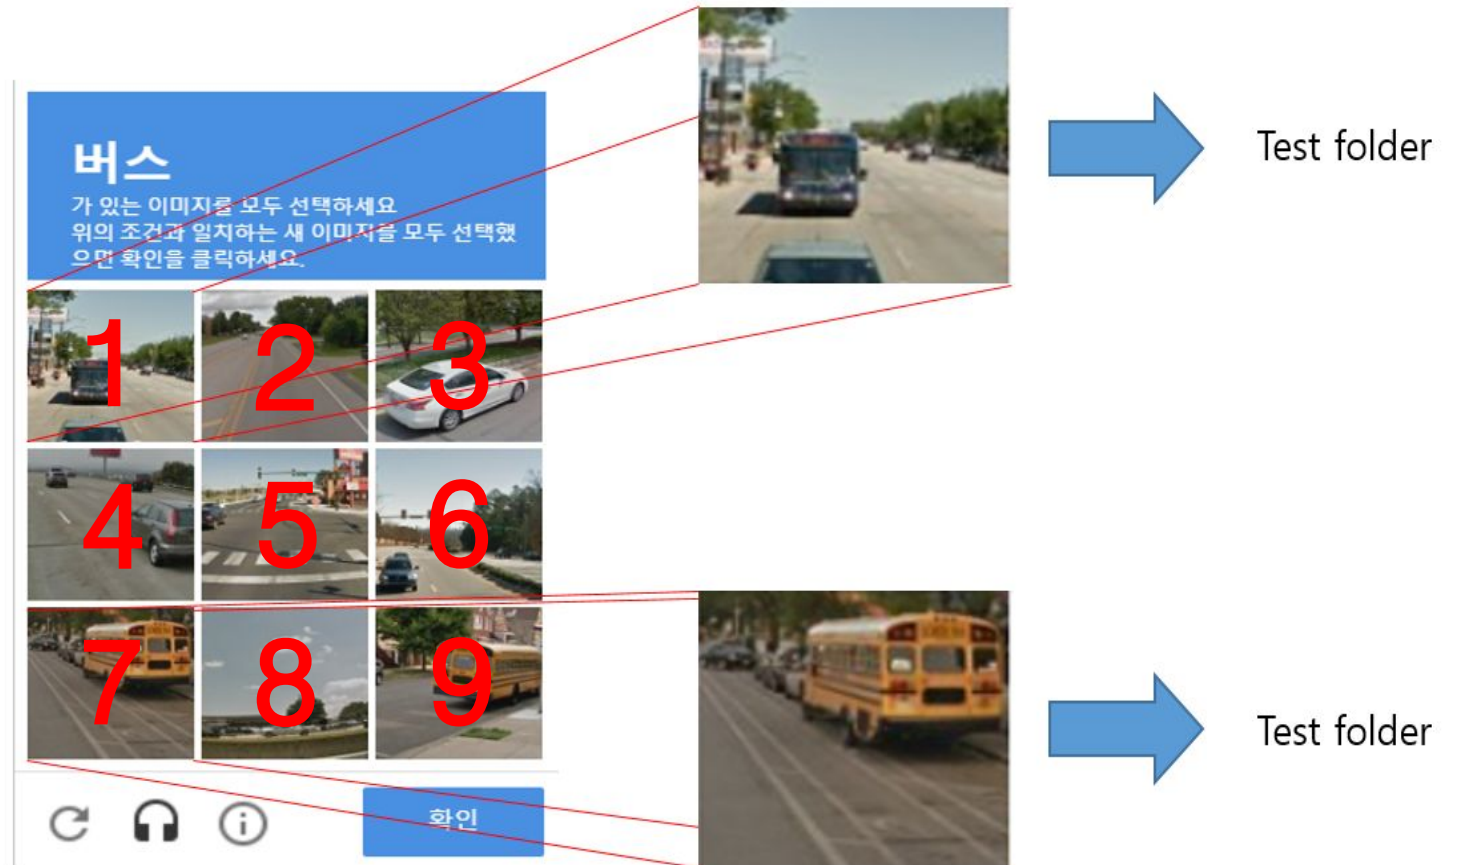 버스
가 있는 이미지를 모두 선택하세요
위의 조건과 일치하는 새 이미지를 모두 선택했
으면 확인을 클릭하세요.
1 2 3
4 5 6
7 8 9
확인
Test folder
Test folder